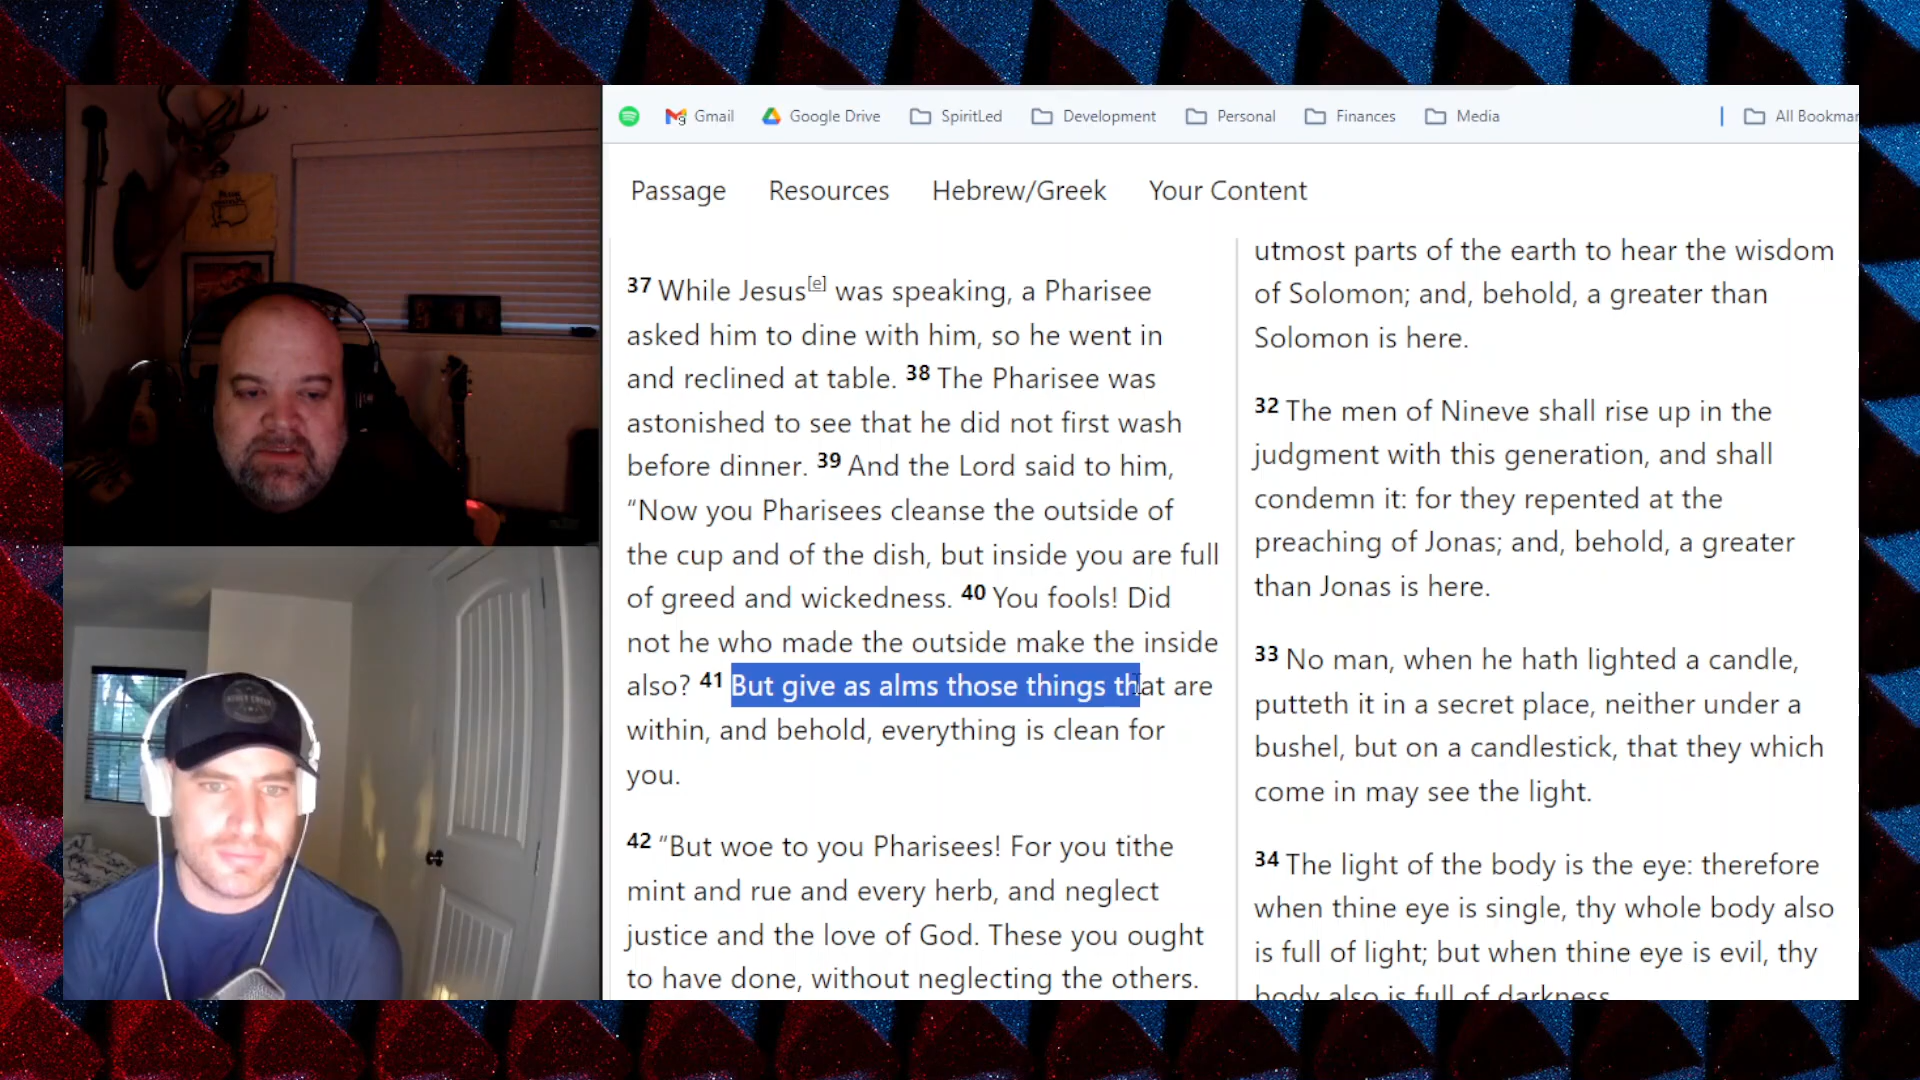 Gmail Google Drive SpiritLed Development Personal Finances Media All Bookmar
Passage Resources Hebrew/Greek Your Content
37 While Jesus[e] was speaking, a Pharisee
asked him to dine with him, so he went in
and reclined at table. 38 The Pharisee was
astonished to see that he did not first wash
before dinner. 39 And the Lord said to him,
“Now you Pharisees cleanse the outside of
the cup and of the dish, but inside you are full
of greed and wickedness. 40 You fools! Did
not he who made the outside make the inside
also? 41 But give as alms those things that are
within, and behold, everything is clean for
you.
42 “But woe to you Pharisees! For you tithe
mint and rue and every herb, and neglect
justice and the love of God. These you ought
to have done, without neglecting the others.
utmost parts of the earth to hear the wisdom
of Solomon; and, behold, a greater than
Solomon is here.
32 The men of Nineve shall rise up in the
judgment with this generation, and shall
condemn it: for they repented at the
preaching of Jonas; and, behold, a greater
than Jonas is here.
33 No man, when he hath lighted a candle,
putteth it in a secret place, neither under a
bushel, but on a candlestick, that they which
come in may see the light.
34 The light of the body is the eye: therefore
when thine eye is single, thy whole body also
is full of light; but when thine eye is evil, thy
body also is full of darkness